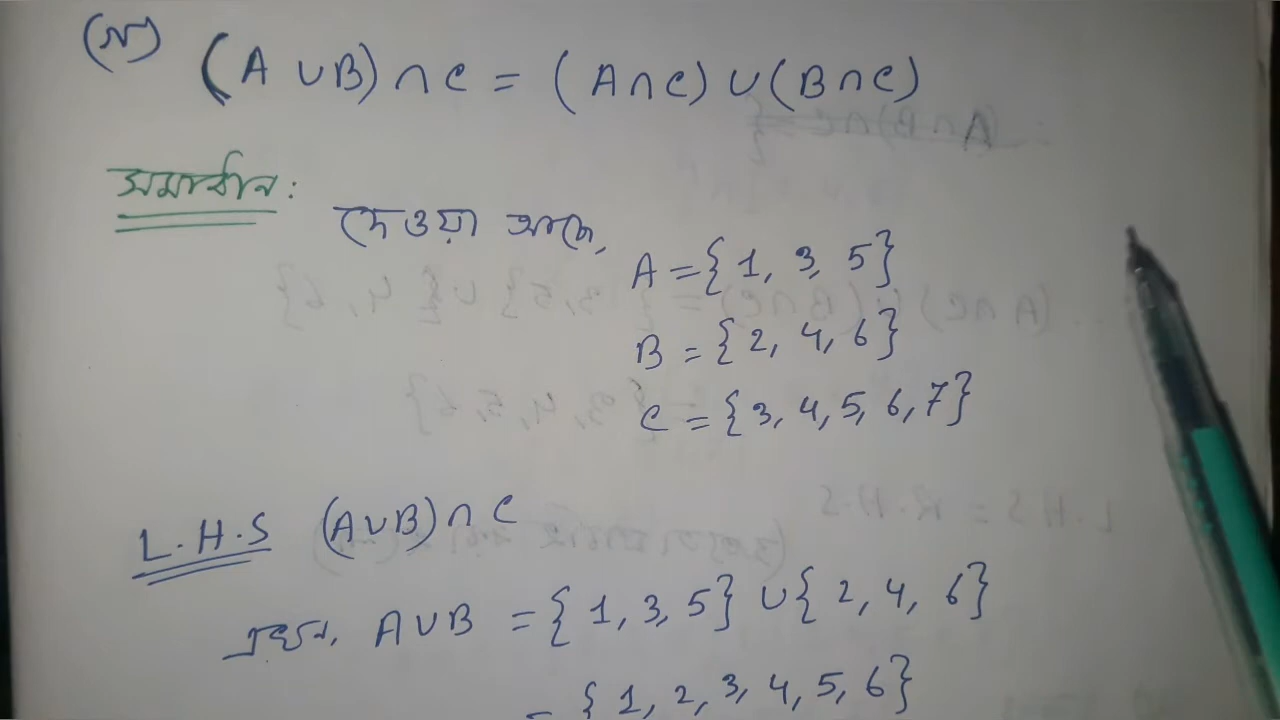 (ঙ) (A ∪ B) ∩ C = (A ∩ C) ∪ (B ∩ C)
সমাধান:
দেওয়া আছে,
A = {1, 3, 5}
B = {2, 4, 6}
C = {3, 4, 5, 6, 7}
L.H.S (A∪B) ∩ C
এখন, A∪B = {1, 3, 5} ∪ {2, 4, 6}
= {1, 2, 3, 4, 5, 6}